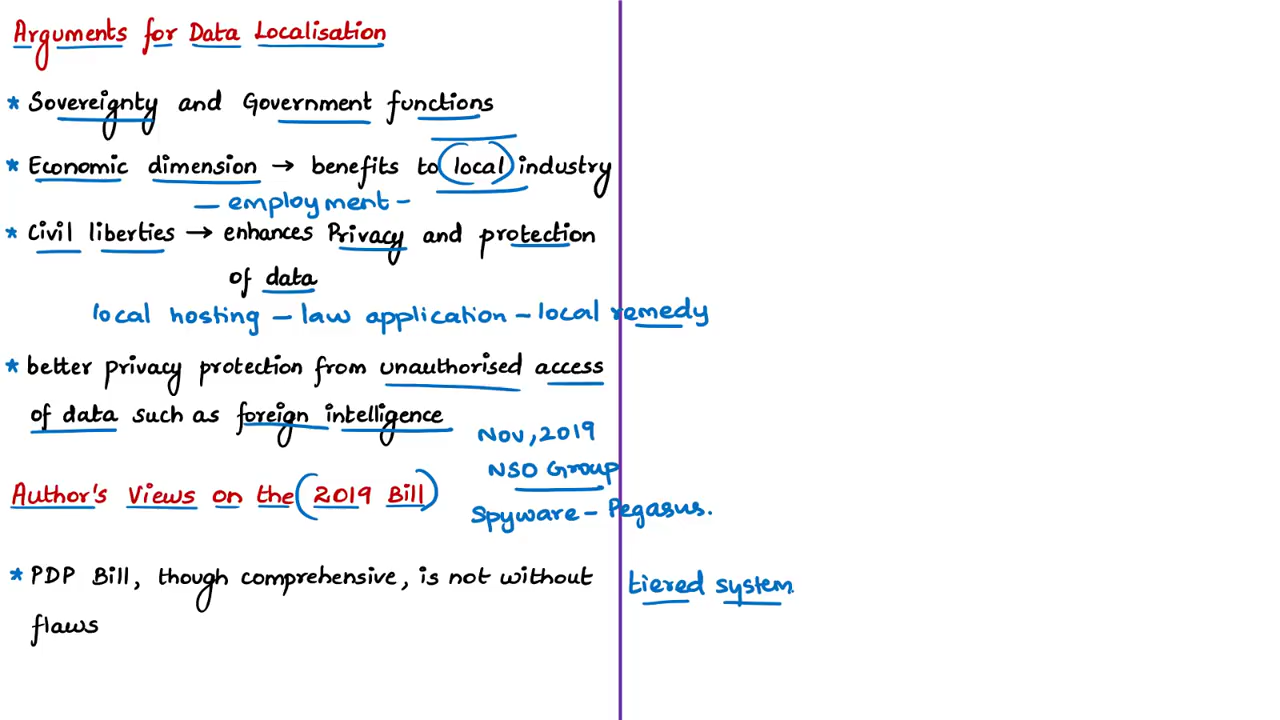 Arguments for Data Localisation
* Sovereignty and Government functions
* Economic dimension → benefits to (local) industry
— employment -
* Civil liberties → enhances Privacy and protection
of data
local hosting – law application – local remedy
* better privacy protection from unauthorised access
of data such as foreign intelligence
Nov, 2019
NSO Group
Spyware – Pegasus.
Author's Views on the (2019 Bill)
* PDP Bill, though comprehensive, is not without
flaws
tiered system